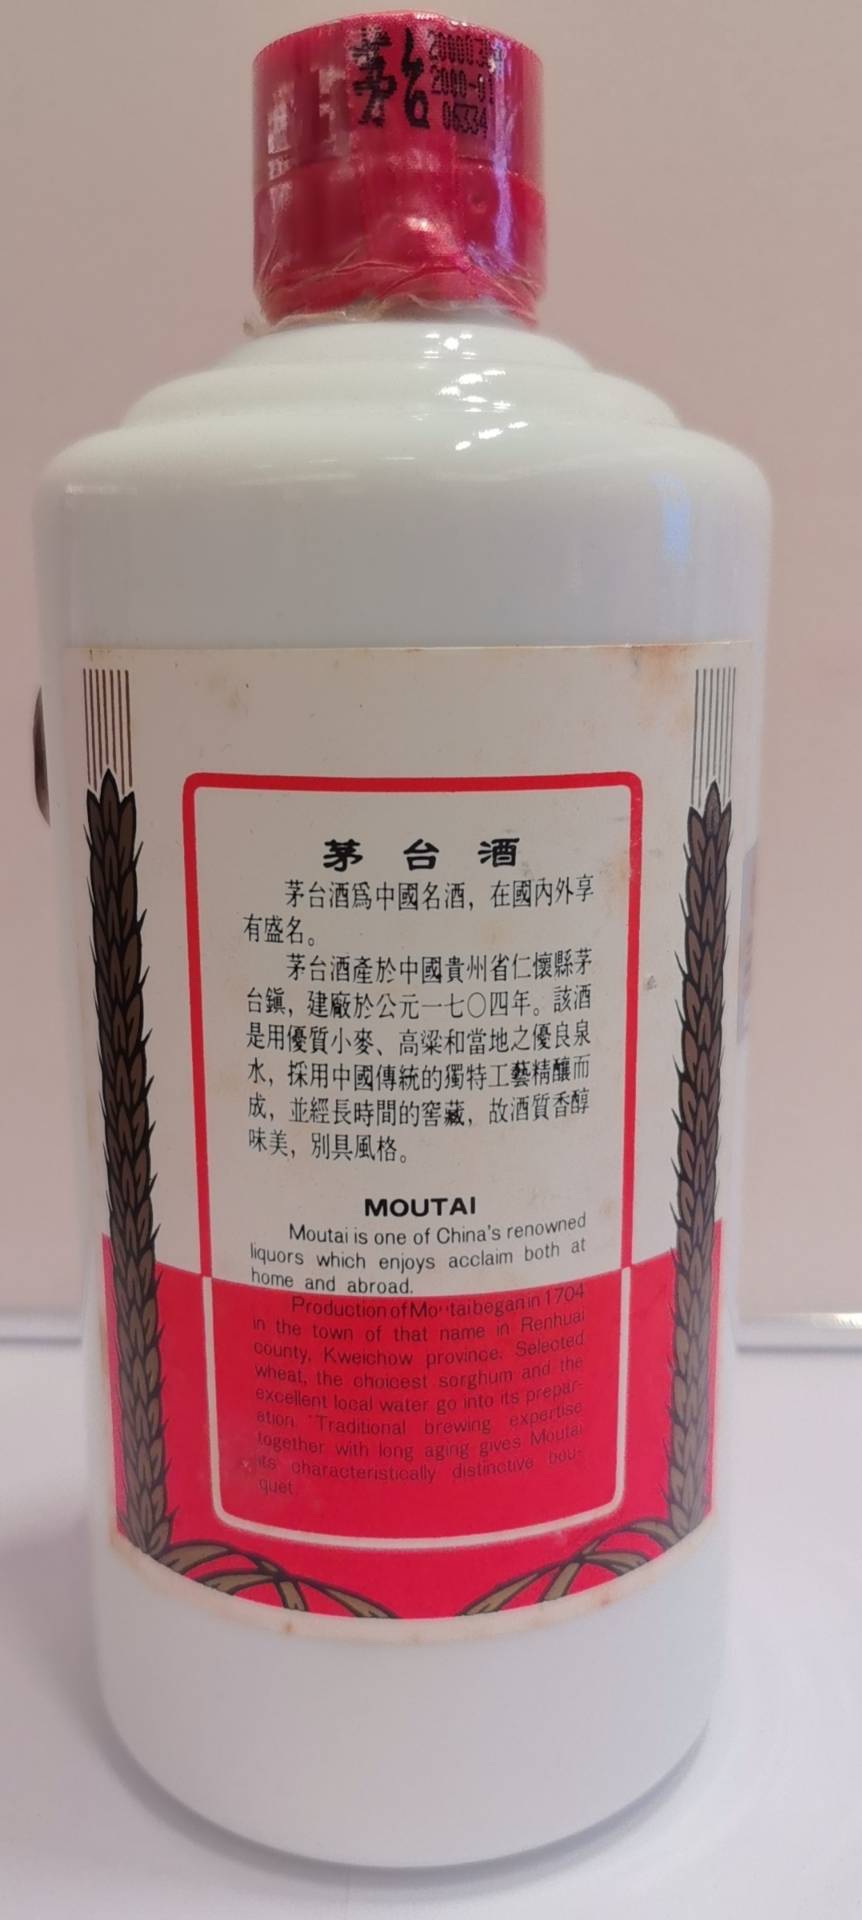 茅台
06334
茅台酒
茅台酒爲中國名酒，在國內外享
有盛名。
茅台酒產於中國貴州省仁懷縣茅
台鎭，建廠於公元一七〇四年。該酒
是用優質小麥、高粱和當地之優良泉
水，採用中國傳統的獨特工藝精釀而
成，並經長時間的窖藏，故酒質香醇
味美，別具風格。
MOUTAI
Moutai is one of China's renowned
liquors which enjoys acclaim both at
home and abroad.
Production of Moutai began in 1704
in the town of that name in Renhuai
county, Kweichow province. Selected
wheat, the choicest sorghum and the
excellent local water go into its prepar-
ation. Traditional brewing expertise
together with long aging gives Moutai
its characteristically distinctive bou-
quet